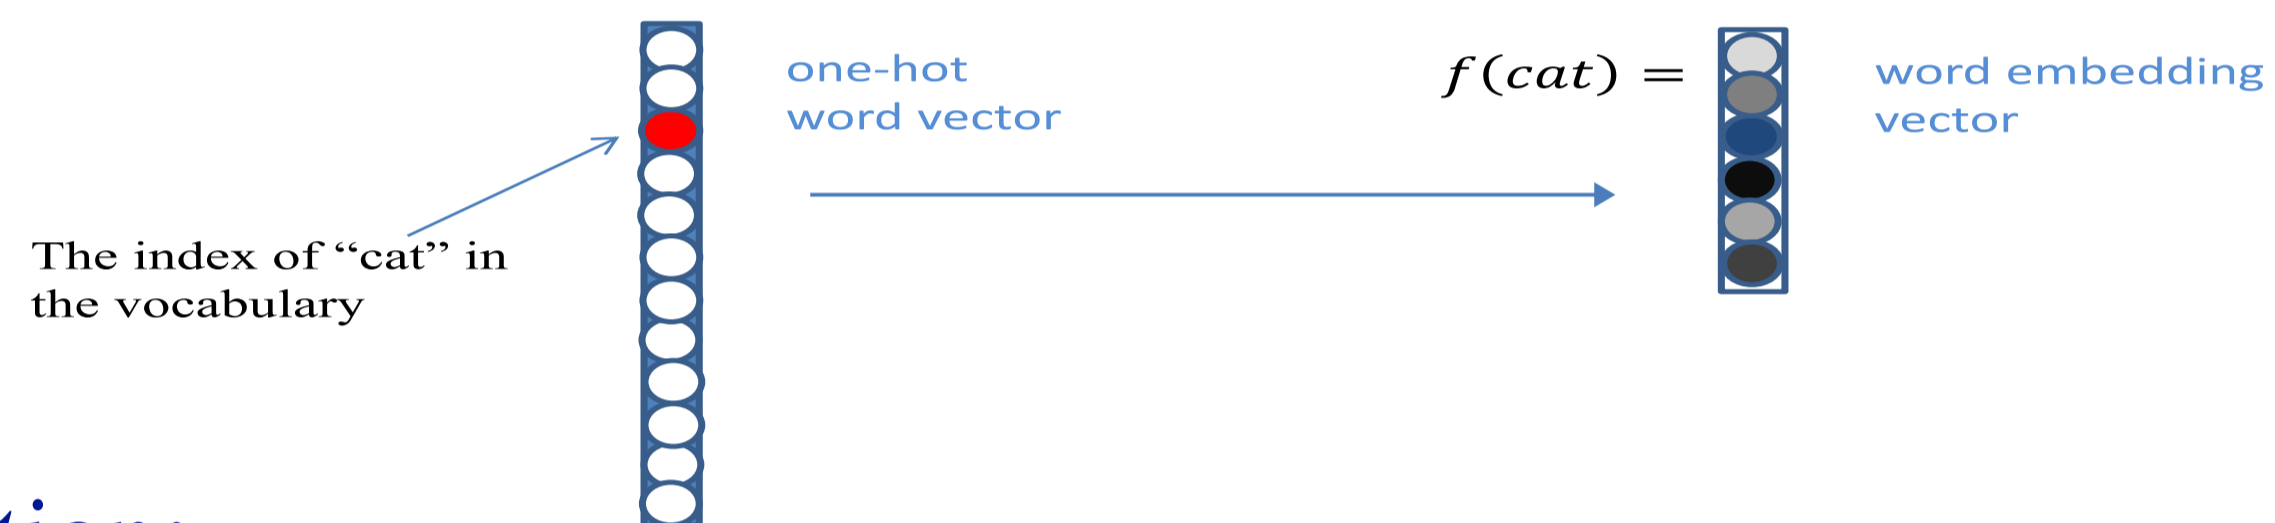 one-hot
word vector
f(cat) =
word embedding
vector
The index of “cat” in
the vocabulary